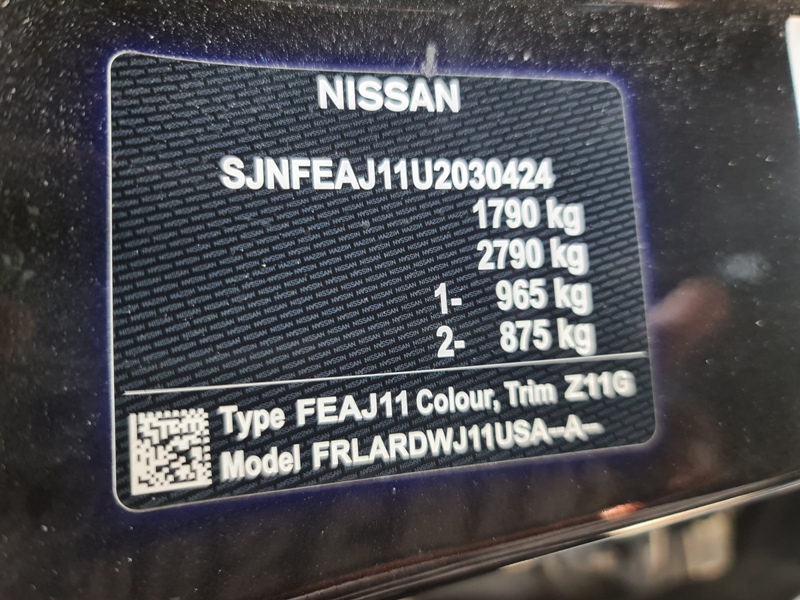 NISSAN
SJNFEAJ11U2030424
1790 kg
2790 kg
1- 965 kg
2- 875 kg
Type FEAJ11 Colour, Trim Z11G
Model FRLARDWJ11USA-A-